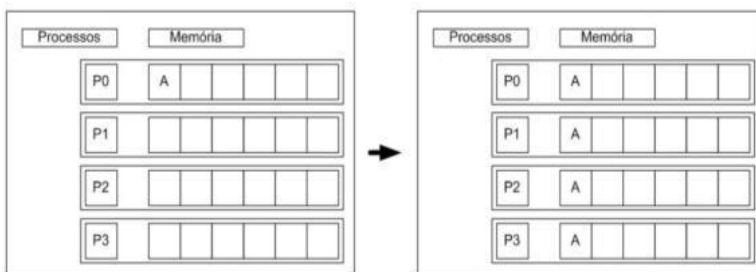 Processos Memória
P0 A
P1
P2
P3
Processos Memória
P0 A
P1 A
P2 A
P3 A